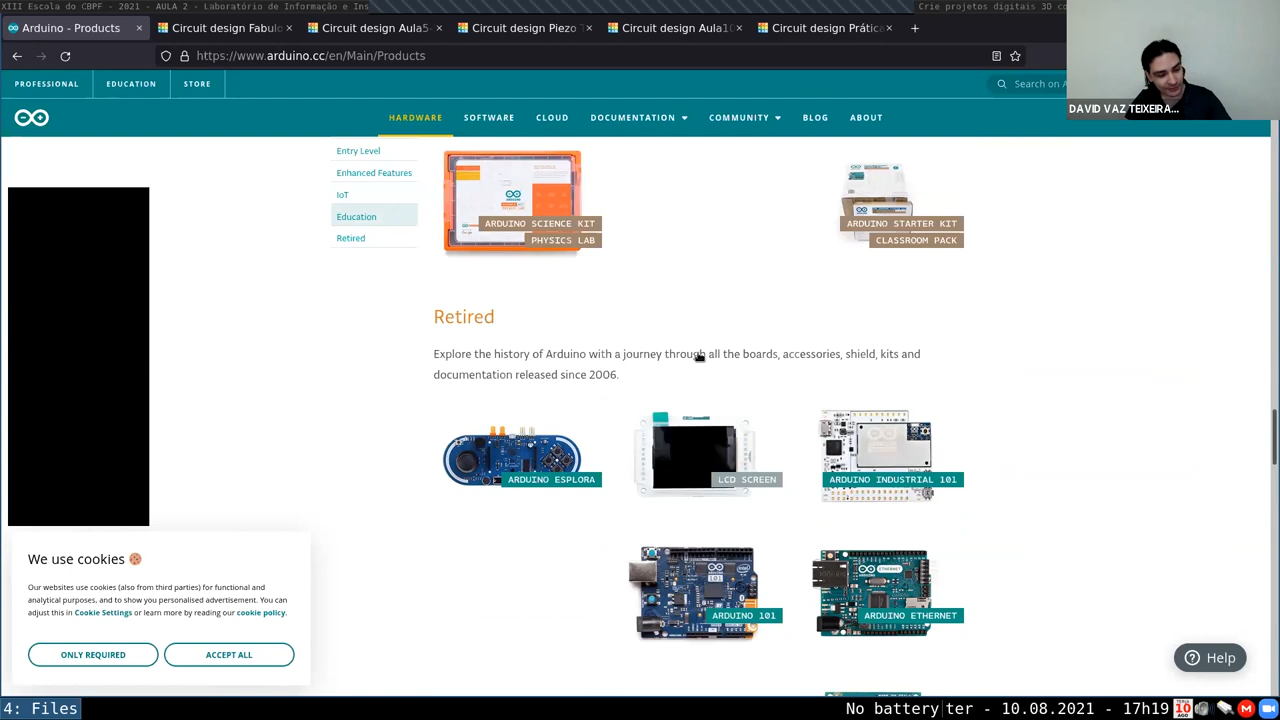 XIII Escola do CBPF - 2021 - AULA 2 - Laboratório de Informação e Ins
Crie projetos digitais 3D co
Arduino - Products
Circuit design Fabulo
Circuit design Aula5-
Circuit design Piezo T
Circuit design Aula10
Circuit design Prática
https://www.arduino.cc/en/Main/Products
DAVID VAZ TEIXEIRA...
PROFESSIONAL
EDUCATION
STORE
Search on A
HARDWARE
SOFTWARE
CLOUD
DOCUMENTATION
COMMUNITY
BLOG
ABOUT
Entry Level
Enhanced Features
IoT
Education
Retired
ARDUINO SCIENCE KIT
PHYSICS LAB
ARDUINO STARTER KIT
CLASSROOM PACK
Retired
Explore the history of Arduino with a journey through all the boards, accessories, shield, kits and
documentation released since 2006.
ARDUINO ESPLORA
LCD SCREEN
ARDUINO INDUSTRIAL 101
ARDUINO 101
ARDUINO ETHERNET
We use cookies
Our websites use cookies (also from third parties) for functional and
analytical purposes, and to show you personalised advertisement. You can
adjust this in Cookie Settings or learn more by reading our cookie policy.
ONLY REQUIRED
ACCEPT ALL
Help
4: Files
No battery ter - 10.08.2021 - 17h19
TERÇA
10
AGO